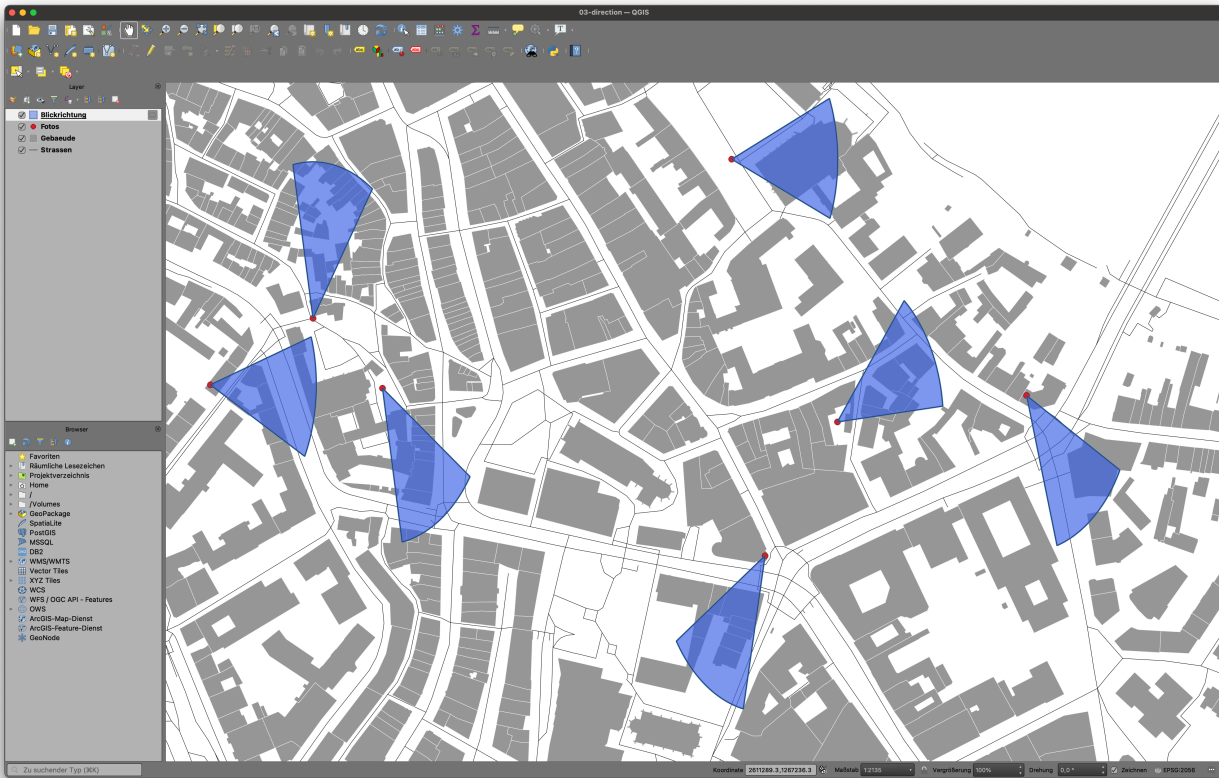 03-direction — QGIS
Layer
Blickrichtung
Fotos
Gebaeude
Strassen
Browser
Favoriten
Räumliche Lesezeichen
Projektverzeichnis
Home
/
/Volumes
GeoPackage
SpatiaLite
PostGIS
MSSQL
DB2
WMS/WMTS
Vector Tiles
XYZ Tiles
WCS
WFS / OGC API - Features
OWS
ArcGIS-Map-Dienst
ArcGIS-Feature-Dienst
GeoNode
Zu suchender Typ (⌘K) Koordinate 2611289.3,1267236.3 Maßstab 1:2135 Vergrößerung 100% Drehung 0,0 ° Zeichnen EPSG:2056